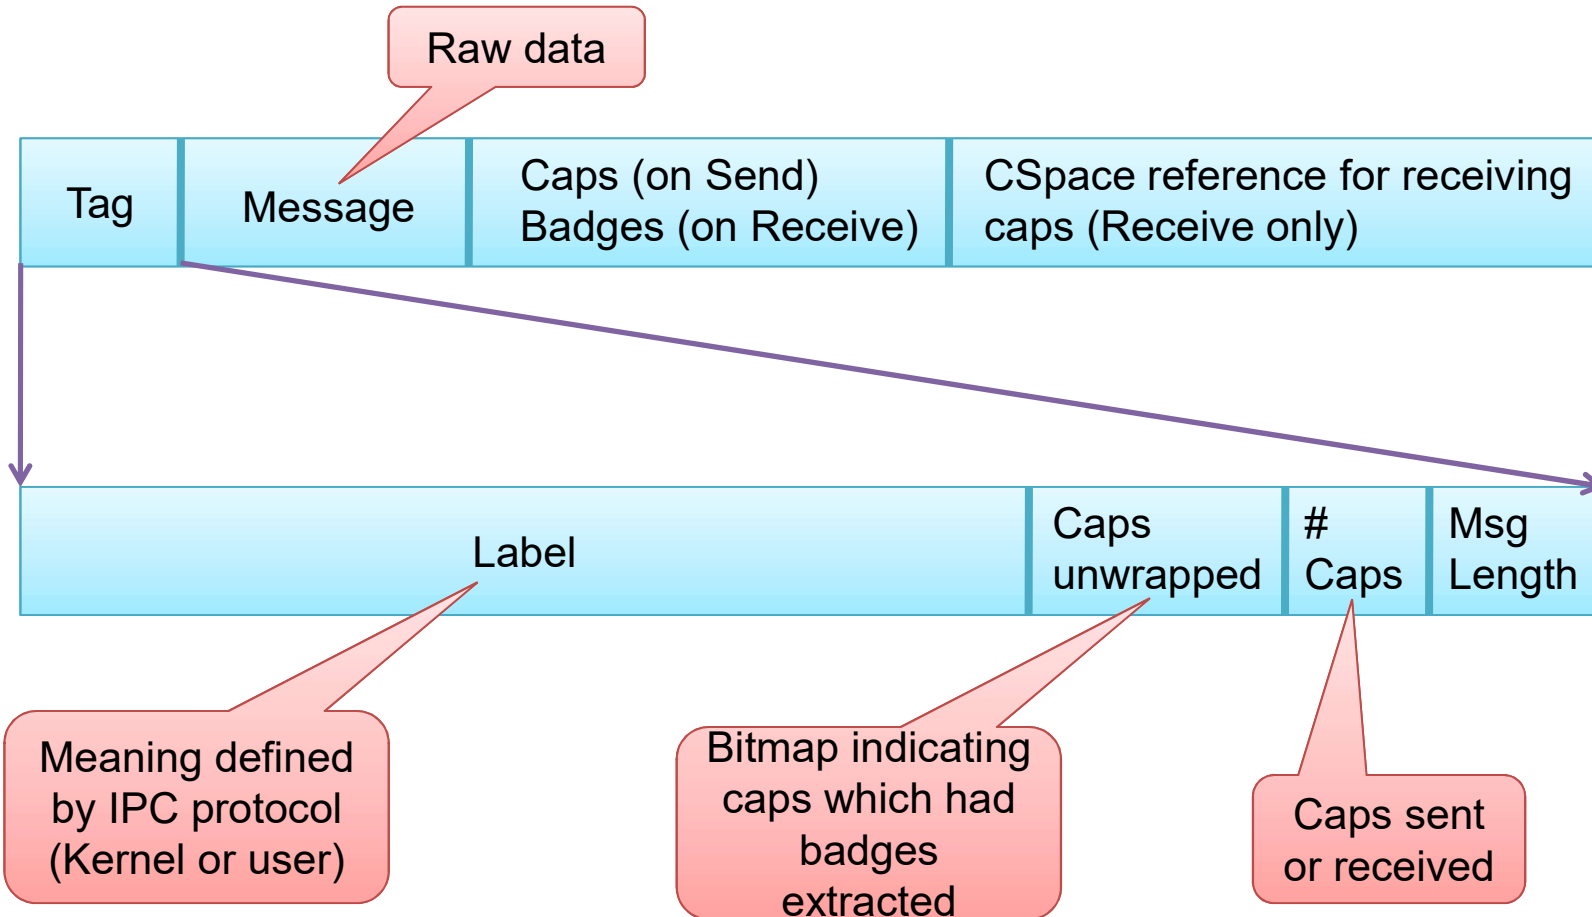 Raw data
Tag
Message
Caps (on Send)
Badges (on Receive)
CSpace reference for receiving
caps (Receive only)
Label
Caps
unwrapped
#
Caps
Msg
Length
Meaning defined
by IPC protocol
(Kernel or user)
Bitmap indicating
caps which had
badges
extracted
Caps sent
or received